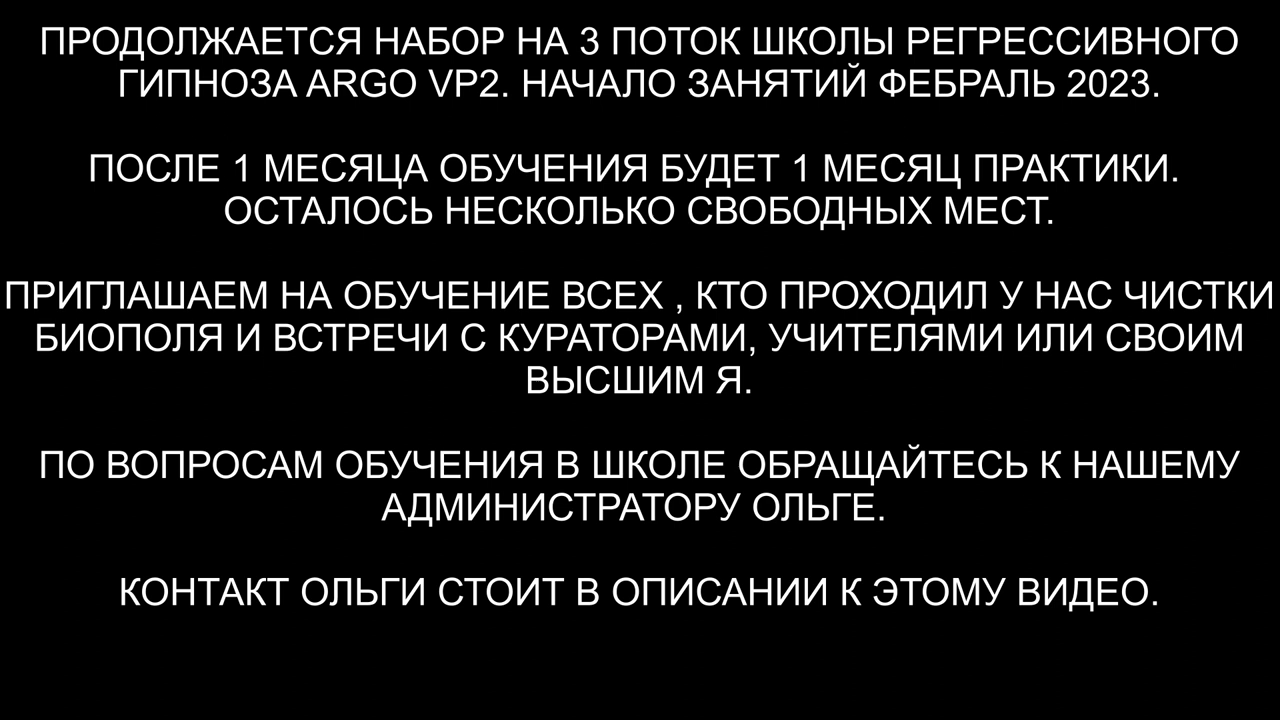 ПРОДОЛЖАЕТСЯ НАБОР НА 3 ПОТОК ШКОЛЫ РЕГРЕССИВНОГО
ГИПНОЗА ARGO VP2. НАЧАЛО ЗАНЯТИЙ ФЕБРАЛЬ 2023.
ПОСЛЕ 1 МЕСЯЦА ОБУЧЕНИЯ БУДЕТ 1 МЕСЯЦ ПРАКТИКИ.
ОСТАЛОСЬ НЕСКОЛЬКО СВОБОДНЫХ МЕСТ.
ПРИГЛАШАЕМ НА ОБУЧЕНИЕ ВСЕХ , КТО ПРОХОДИЛ У НАС ЧИСТКИ
БИОПОЛЯ И ВСТРЕЧИ С КУРАТОРАМИ, УЧИТЕЛЯМИ ИЛИ СВОИМ
ВЫСШИМ Я.
ПО ВОПРОСАМ ОБУЧЕНИЯ В ШКОЛЕ ОБРАЩАЙТЕСЬ К НАШЕМУ
АДМИНИСТРАТОРУ ОЛЬГЕ.
КОНТАКТ ОЛЬГИ СТОИТ В ОПИСАНИИ К ЭТОМУ ВИДЕО.